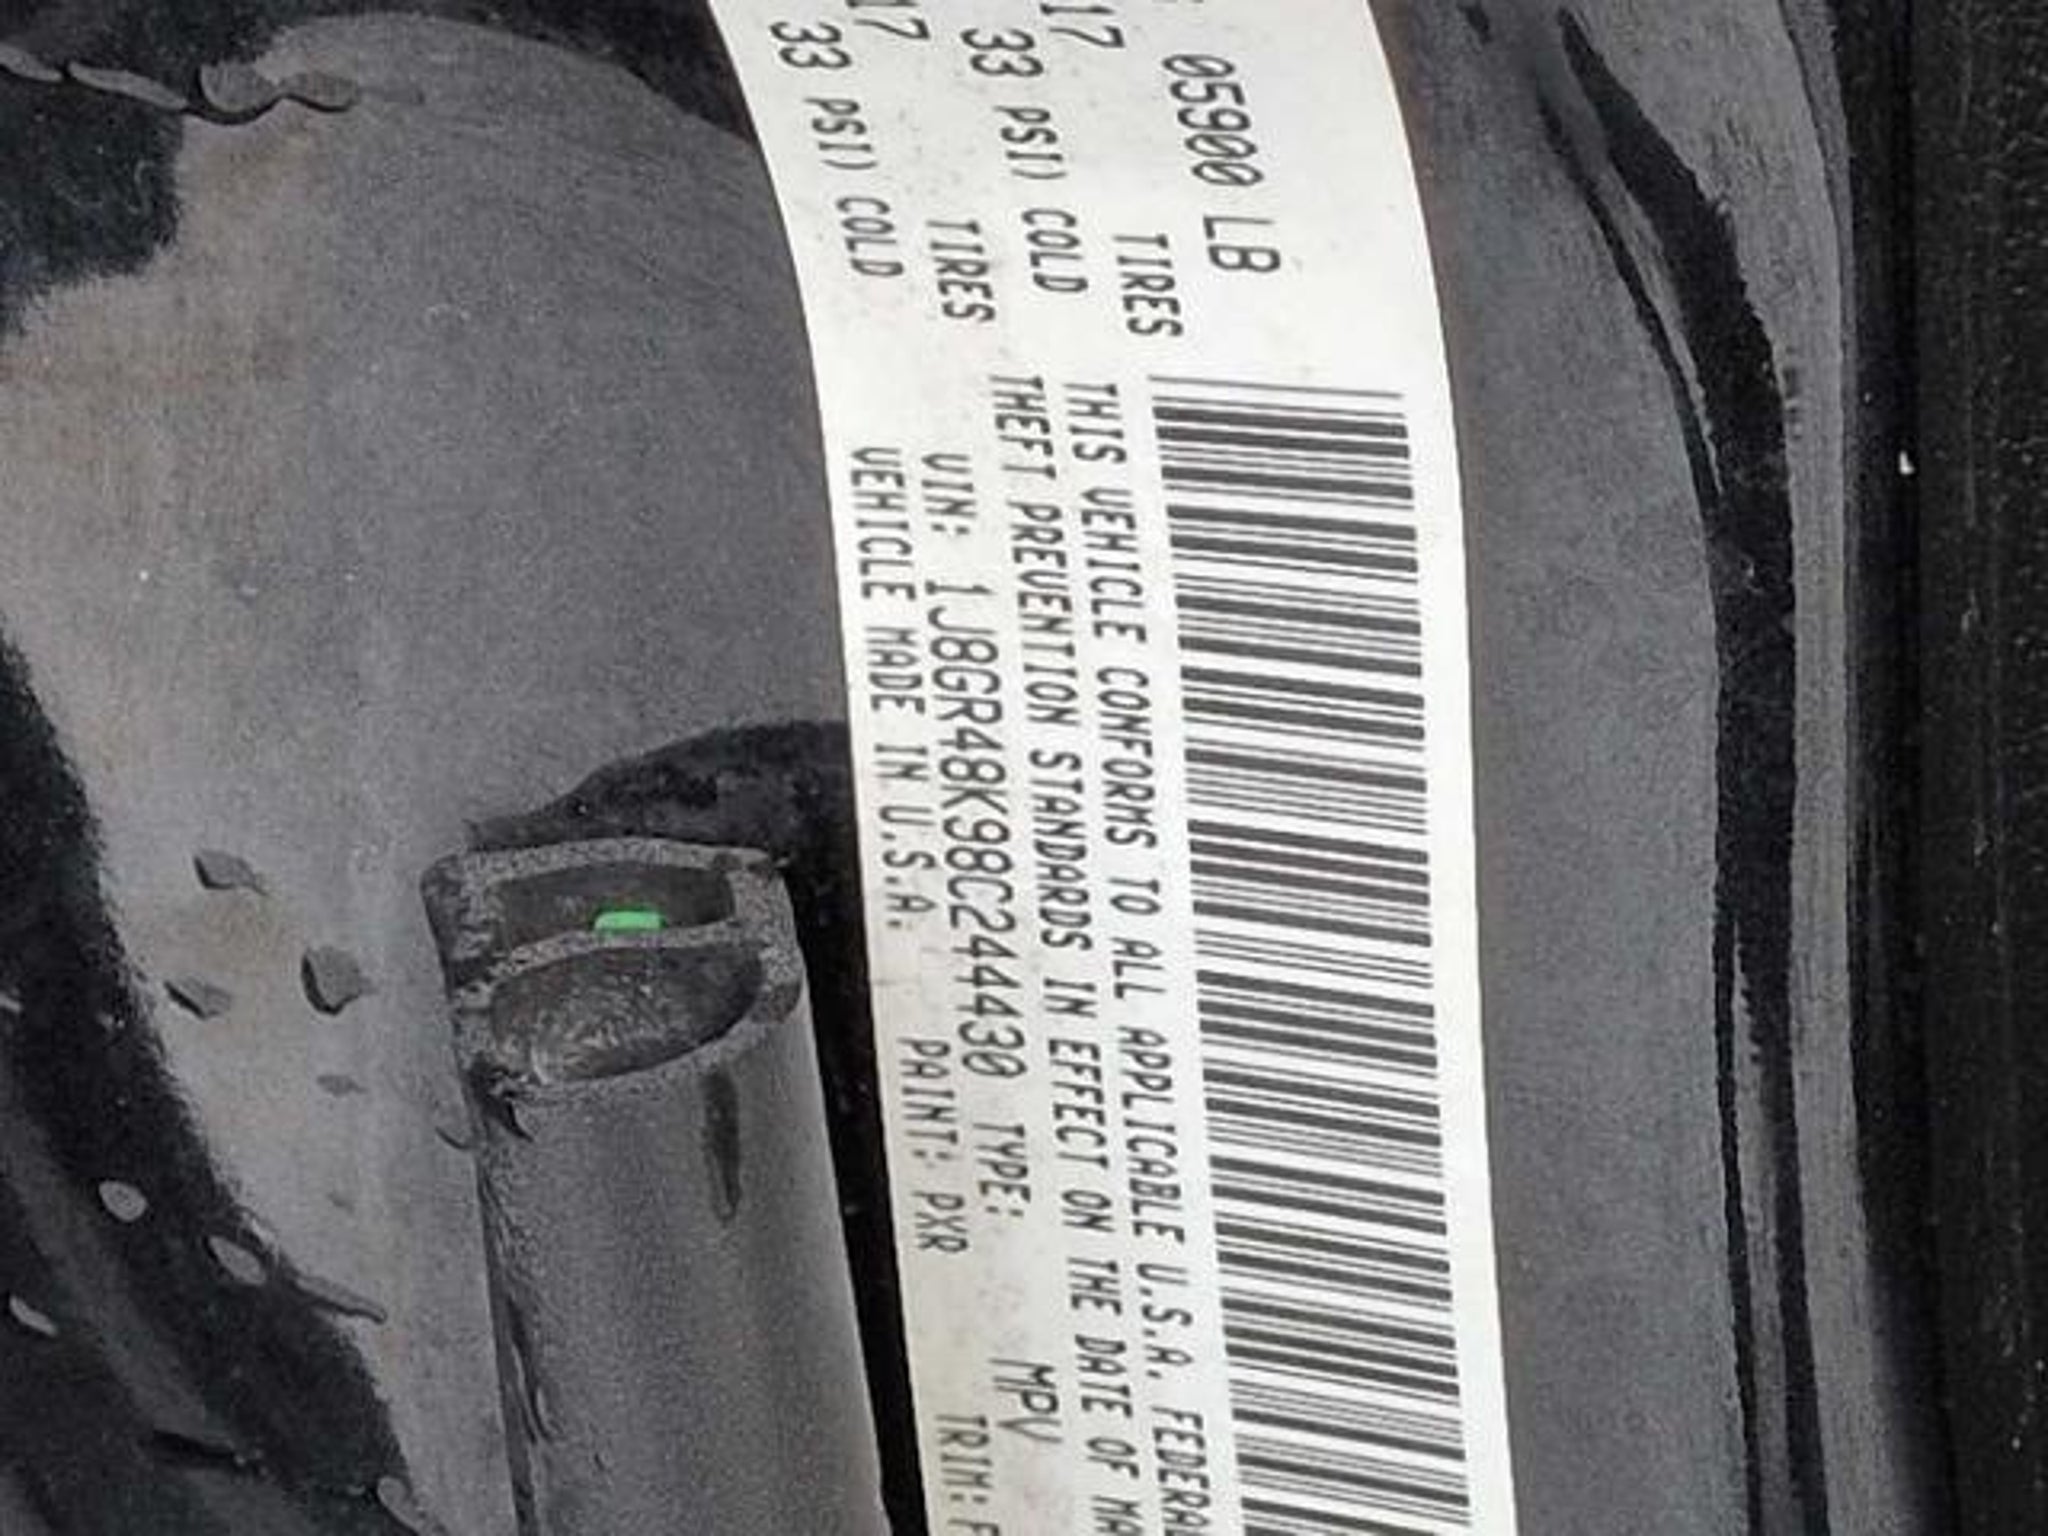 05900 LB
17 TIRES
33 PSI) COLD
17 TIRES
33 PSI) COLD
THIS VEHICLE CONFORMS TO ALL APPLICABLE U.S.A. FEDERAL
THEFT PREVENTION STANDARDS IN EFFECT ON THE DATE OF MA
VIN: 1J8GR48K98C244430 TYPE: MPV
VEHICLE MADE IN U.S.A. PAINT: PXR TRIM: F